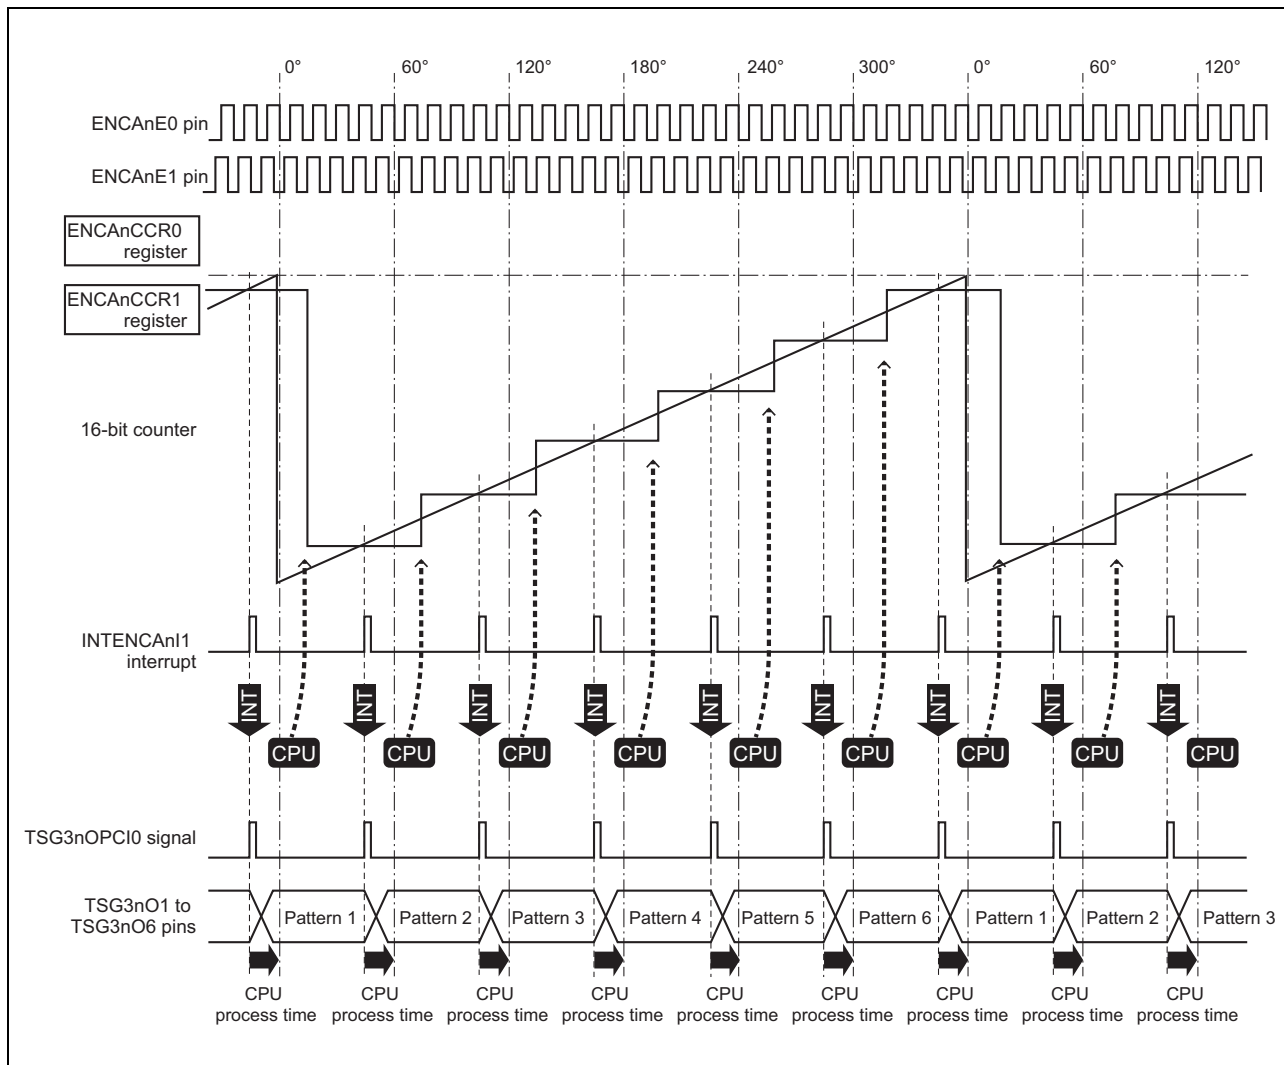 0° 60° 120° 180° 240° 300° 0° 60° 120°
ENCAnE0 pin
ENCAnE1 pin
ENCAnCCR0
register
ENCAnCCR1
register
16-bit counter
INTENCAnI1
interrupt
INT INT INT INT INT INT INT INT INT
CPU CPU CPU CPU CPU CPU CPU CPU CPU
TSG3nOPCI0 signal
TSG3nO1 to
TSG3nO6 pins
Pattern 1 Pattern 2 Pattern 3 Pattern 4 Pattern 5 Pattern 6 Pattern 1 Pattern 2 Pattern 3
CPU CPU CPU CPU CPU CPU CPU CPU CPU
process time process time process time process time process time process time process time process time process time